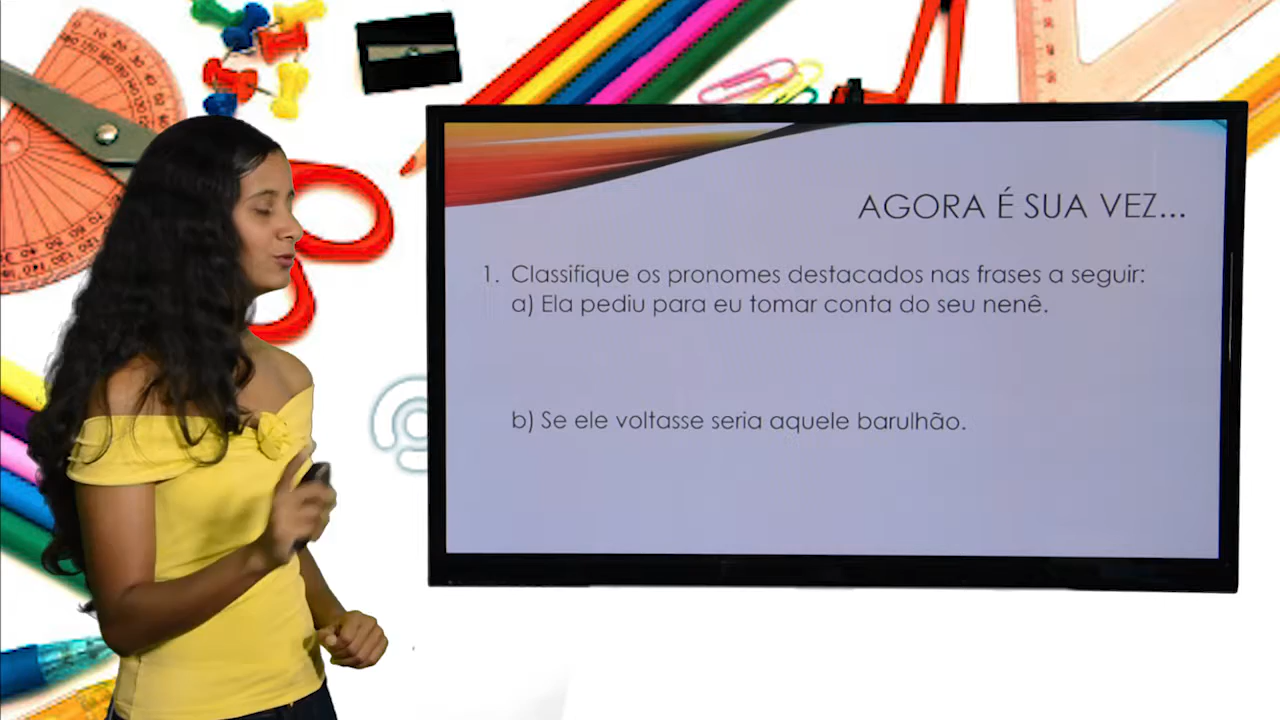 AGORA É SUA VEZ...
1. Classifique os pronomes destacados nas frases a seguir:
a) Ela pediu para eu tomar conta do seu nenê.
b) Se ele voltasse seria aquele barulhão.